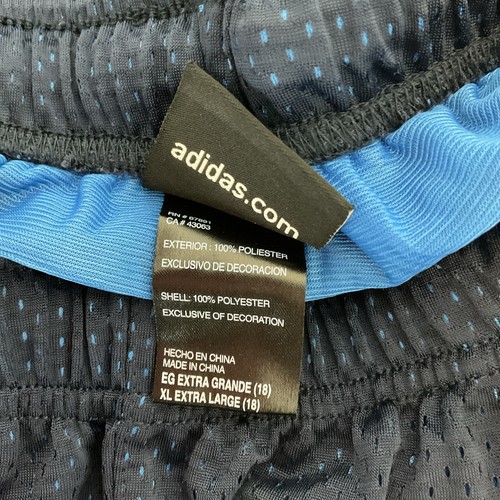 adidas.com
RN # 67851
CA# 43063
EXTERIOR : 100% POLIESTER
EXCLUSIVO DE DECORACION
SHELL: 100% POLYESTER
EXCLUSIVE OF DECORATION
HECHO EN CHINA
MADE IN CHINA
EG EXTRA GRANDE (18)
XL EXTRA LARGE (18)